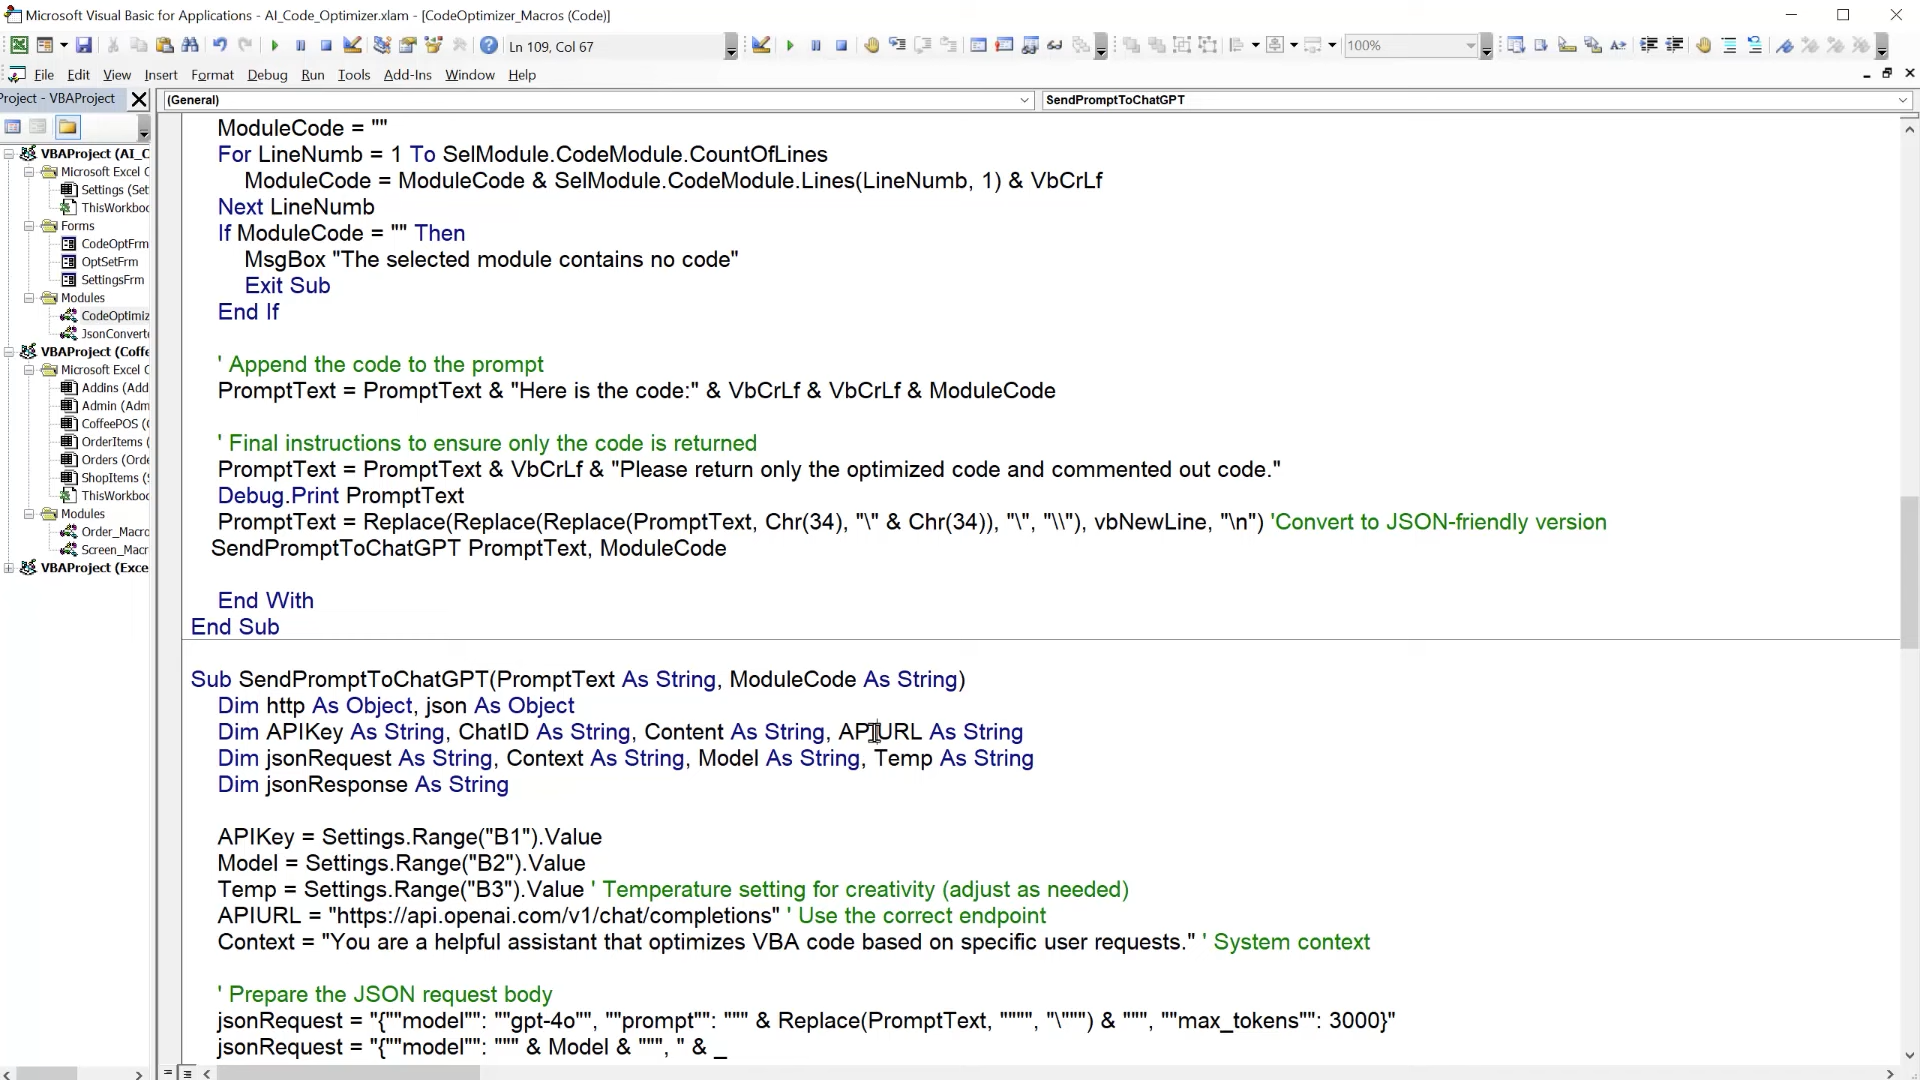 Microsoft Visual Basic for Applications - AI_Code_Optimizer.xlam - [CodeOptimizer_Macros (Code)]
Ln 109, Col 67
100%
File Edit View Insert Format Debug Run Tools Add-Ins Window Help
Project - VBAProject
(General)
SendPromptToChatGPT
VBAProject (AI_C
Microsoft Excel O
Settings (Set
ThisWorkboo
Forms
CodeOptFrm
OptSetFrm
SettingsFrm
Modules
CodeOptimiz
JsonConverte
VBAProject (Coffe
Microsoft Excel O
Addins (Add
Admin (Adm
CoffeePOS (
OrderItems (
Orders (Orde
ShopItems (
ThisWorkboo
Modules
Order_Macro
Screen_Macr
VBAProject (Exce
ModuleCode = ""
For LineNumb = 1 To SelModule.CodeModule.CountOfLines
ModuleCode = ModuleCode & SelModule.CodeModule.Lines(LineNumb, 1) & VbCrLf
Next LineNumb
If ModuleCode = "" Then
MsgBox "The selected module contains no code"
Exit Sub
End If
' Append the code to the prompt
PromptText = PromptText & "Here is the code:" & VbCrLf & VbCrLf & ModuleCode
' Final instructions to ensure only the code is returned
PromptText = PromptText & VbCrLf & "Please return only the optimized code and commented out code."
Debug.Print PromptText
PromptText = Replace(Replace(Replace(PromptText, Chr(34), "\" & Chr(34)), "\", "\\"), vbNewLine, "\n") 'Convert to JSON-friendly version
SendPromptToChatGPT PromptText, ModuleCode
End With
End Sub
Sub SendPromptToChatGPT(PromptText As String, ModuleCode As String)
Dim http As Object, json As Object
Dim APIKey As String, ChatID As String, Content As String, APIURL As String
Dim jsonRequest As String, Context As String, Model As String, Temp As String
Dim jsonResponse As String
APIKey = Settings.Range("B1").Value
Model = Settings.Range("B2").Value
Temp = Settings.Range("B3").Value ' Temperature setting for creativity (adjust as needed)
APIURL = "https://api.openai.com/v1/chat/completions" ' Use the correct endpoint
Context = "You are a helpful assistant that optimizes VBA code based on specific user requests." ' System context
' Prepare the JSON request body
jsonRequest = "{""model"": ""gpt-4o"", ""prompt"": """ & Replace(PromptText, """", "\""") & """, ""max_tokens"": 3000}"
jsonRequest = "{""model"": """ & Model & """, " & _